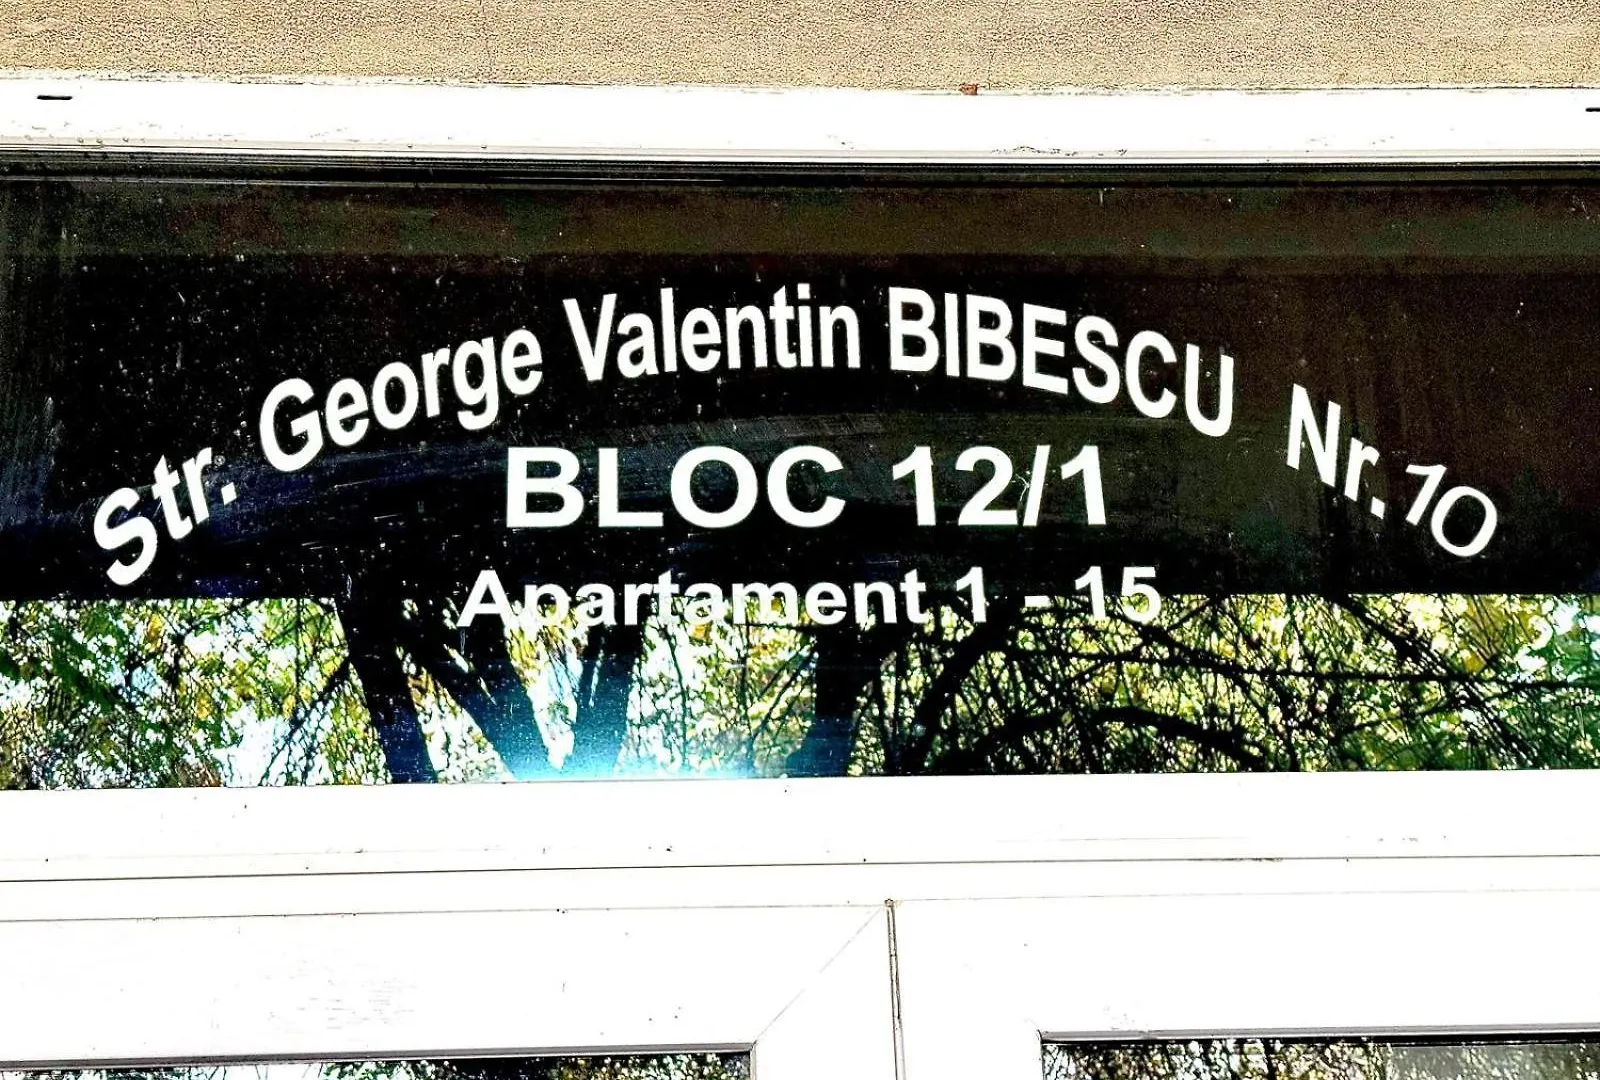 Str. George Valentin BIBESCU Nr.10
BLOC 12/1
Apartament 1 - 15